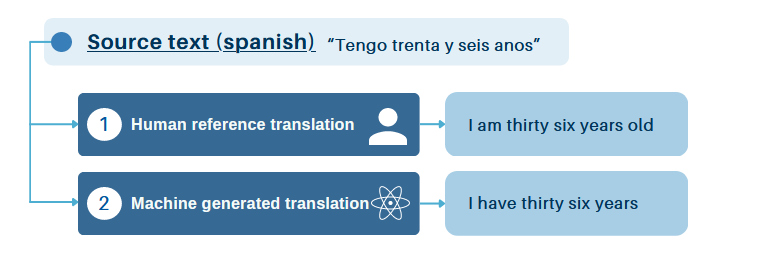 Source text (spanish) “Tengo trenta y seis anos”
1 Human reference translation
I am thirty six years old
2 Machine generated translation
I have thirty six years